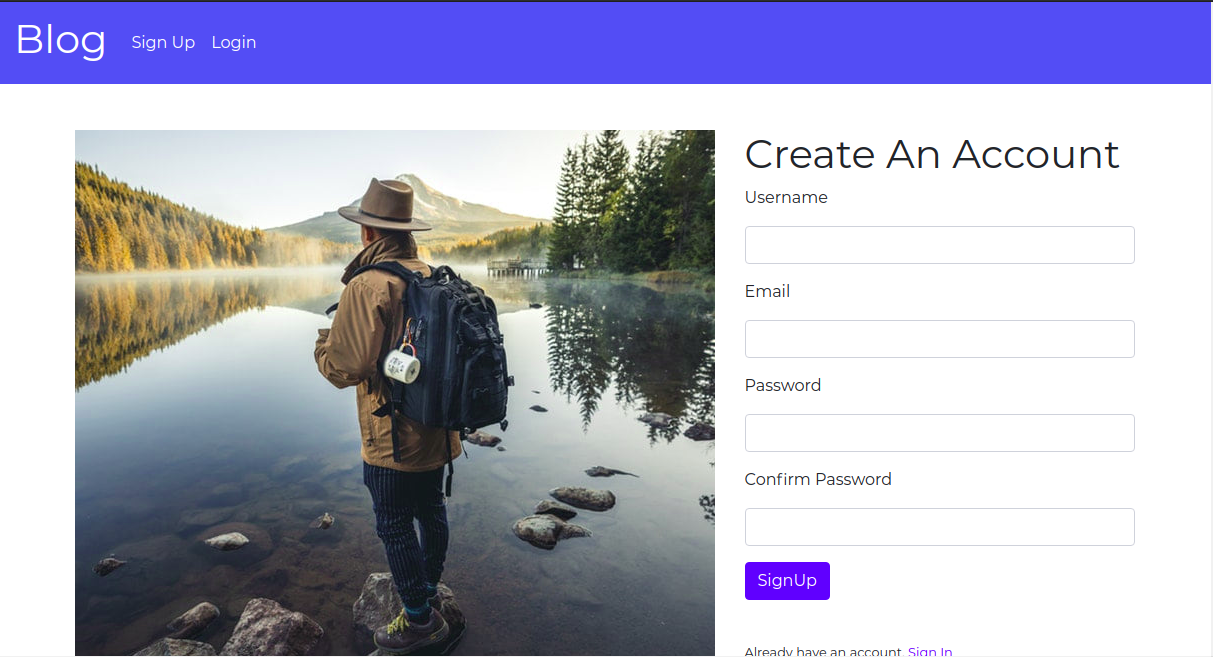 Blog Sign Up Login
Create An Account
Username
Email
Password
Confirm Password
SignUp
Already have an account. Sign In